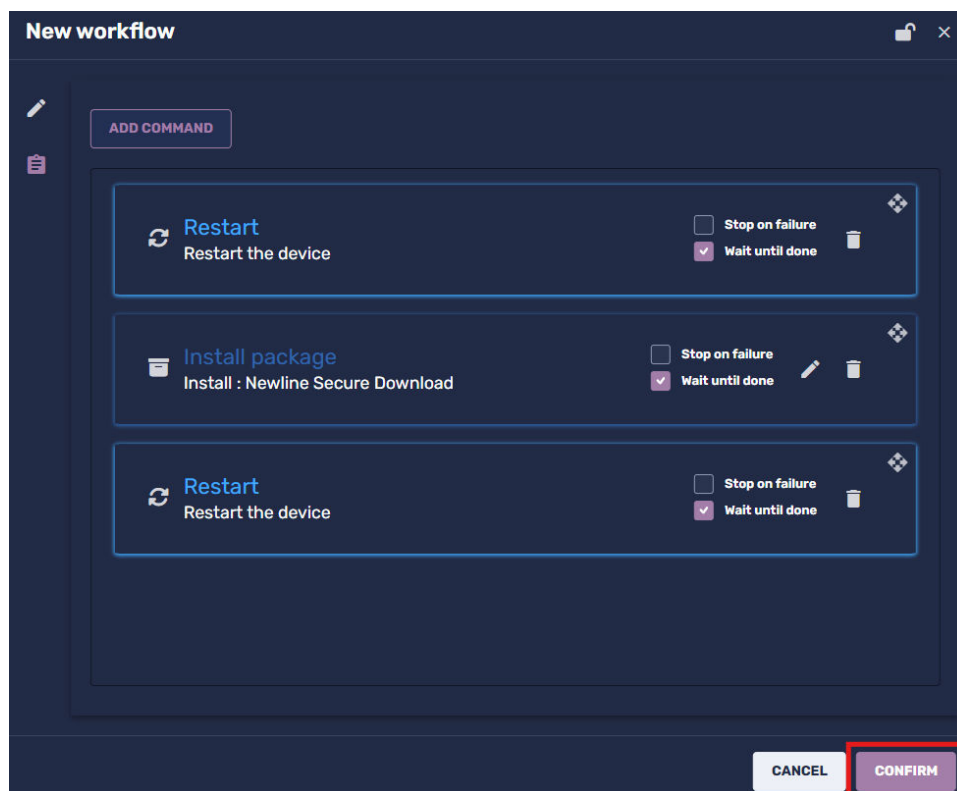 New workflow
ADD COMMAND
Restart
Restart the device
Stop on failure
Wait until done
Install package
Install : Newline Secure Download
Stop on failure
Wait until done
Restart
Restart the device
Stop on failure
Wait until done
CANCEL
CONFIRM